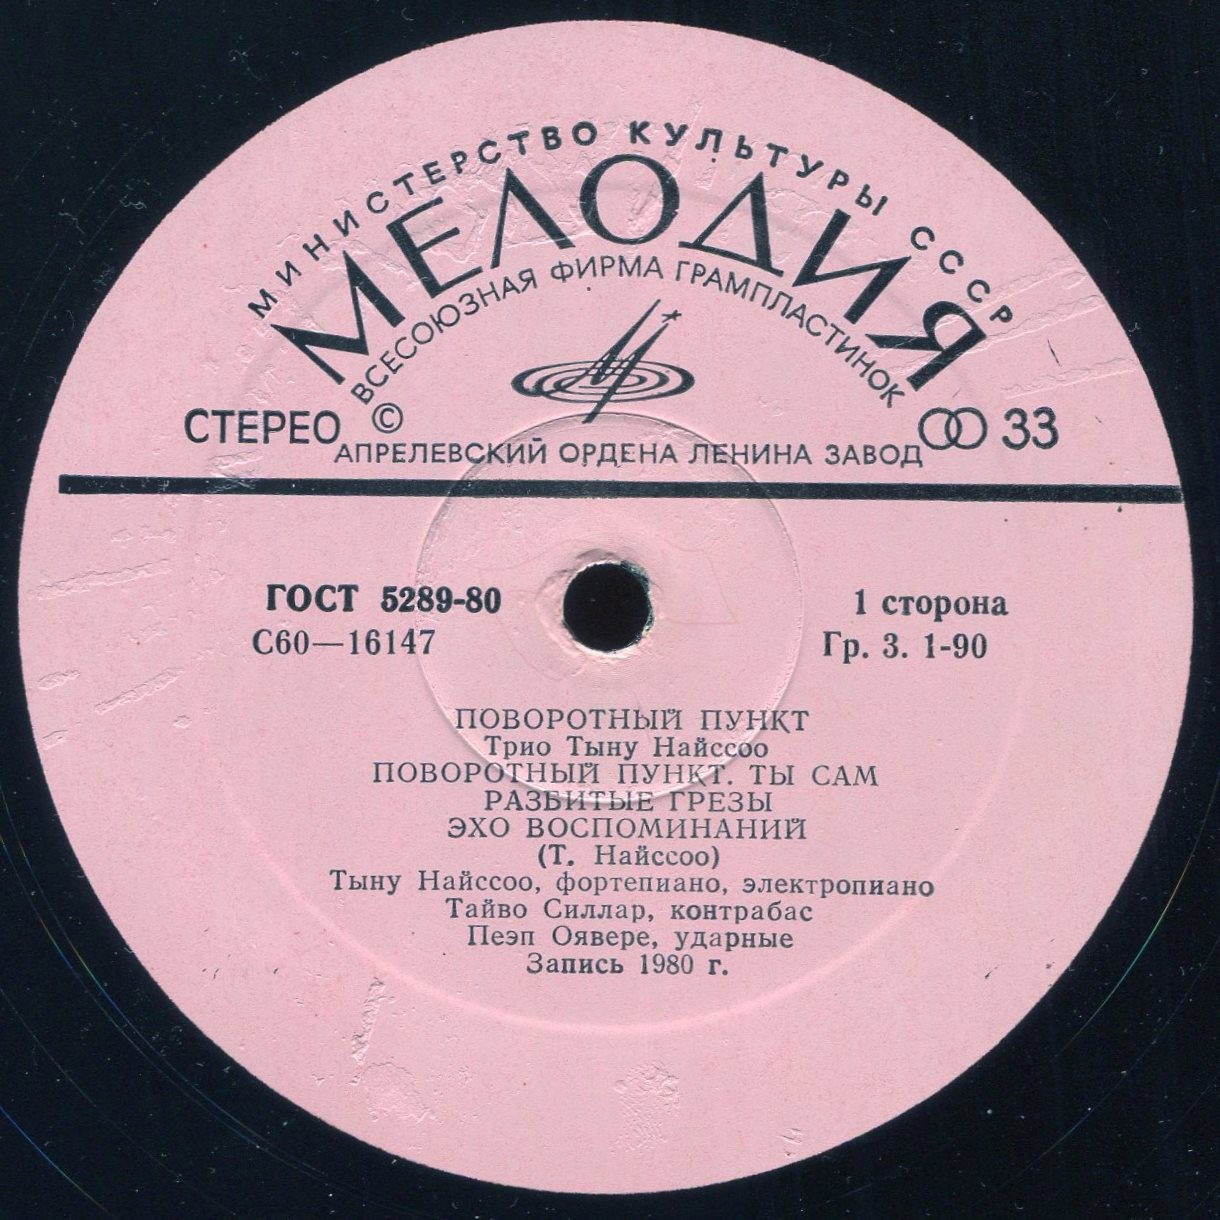 МИНИСТЕРСТВО КУЛЬТУРЫ СССР
МЕЛОДИЯ
ВСЕСОЮЗНАЯ ФИРМА ГРАМПЛАСТИНОК
СТЕРЕО © 33
АПРЕЛЕВСКИЙ ОРДЕНА ЛЕНИНА ЗАВОД
ГОСТ 5289-80 1 сторона
С60—16147 Гр. 3. 1-90
ПОВОРОТНЫЙ ПУНКТ
Трио Тыну Найссоо
ПОВОРОТНЫЙ ПУНКТ. ТЫ САМ
РАЗБИТЫЕ ГРЕЗЫ
ЭХО ВОСПОМИНАНИЙ
(Т. Найссоо)
Тыну Найссоо, фортепиано, электропиано
Тайво Силлар, контрабас
Пеэп Оявере, ударные
Запись 1980 г.